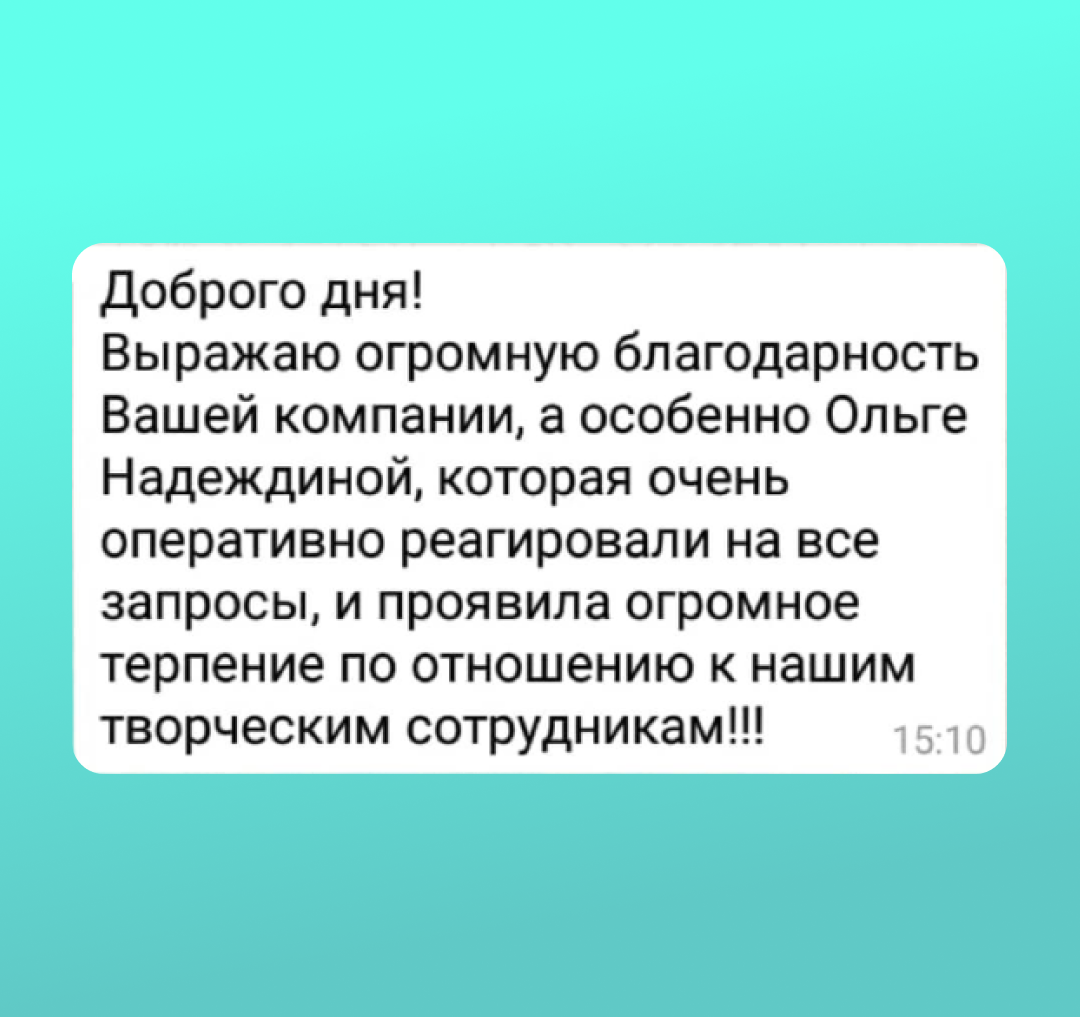 Доброго дня!
Выражаю огромную благодарность
Вашей компании, а особенно Ольге
Надеждиной, которая очень
оперативно реагировали на все
запросы, и проявила огромное
терпение по отношению к нашим
творческим сотрудникам!!!
15:10